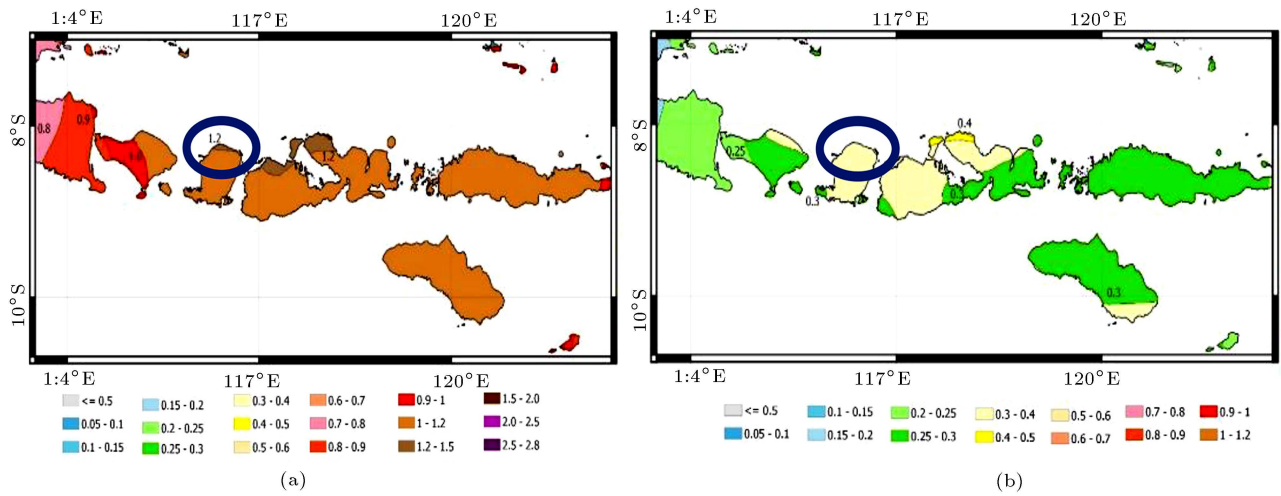 1:4°E 117°E 120°E
8°S
10°S
0.8
0.9
1.0
1.2
1.2
1:4°E 117°E 120°E
<= 0.5 0.15 - 0.2 0.3 - 0.4 0.6 - 0.7 0.9 - 1 1.5 - 2.0
0.05 - 0.1 0.2 - 0.25 0.4 - 0.5 0.7 - 0.8 1 - 1.2 2.0 - 2.5
0.1 - 0.15 0.25 - 0.3 0.5 - 0.6 0.8 - 0.9 1.2 - 1.5 2.5 - 2.8
(a)
1:4°E 117°E 120°E
8°S
10°S
0.25
0.3
0.4
0.3
1:4°E 117°E 120°E
<= 0.5 0.1 - 0.15 0.2 - 0.25 0.3 - 0.4 0.5 - 0.6 0.7 - 0.8 0.9 - 1
0.05 - 0.1 0.15 - 0.2 0.25 - 0.3 0.4 - 0.5 0.6 - 0.7 0.8 - 0.9 1 - 1.2
(b)